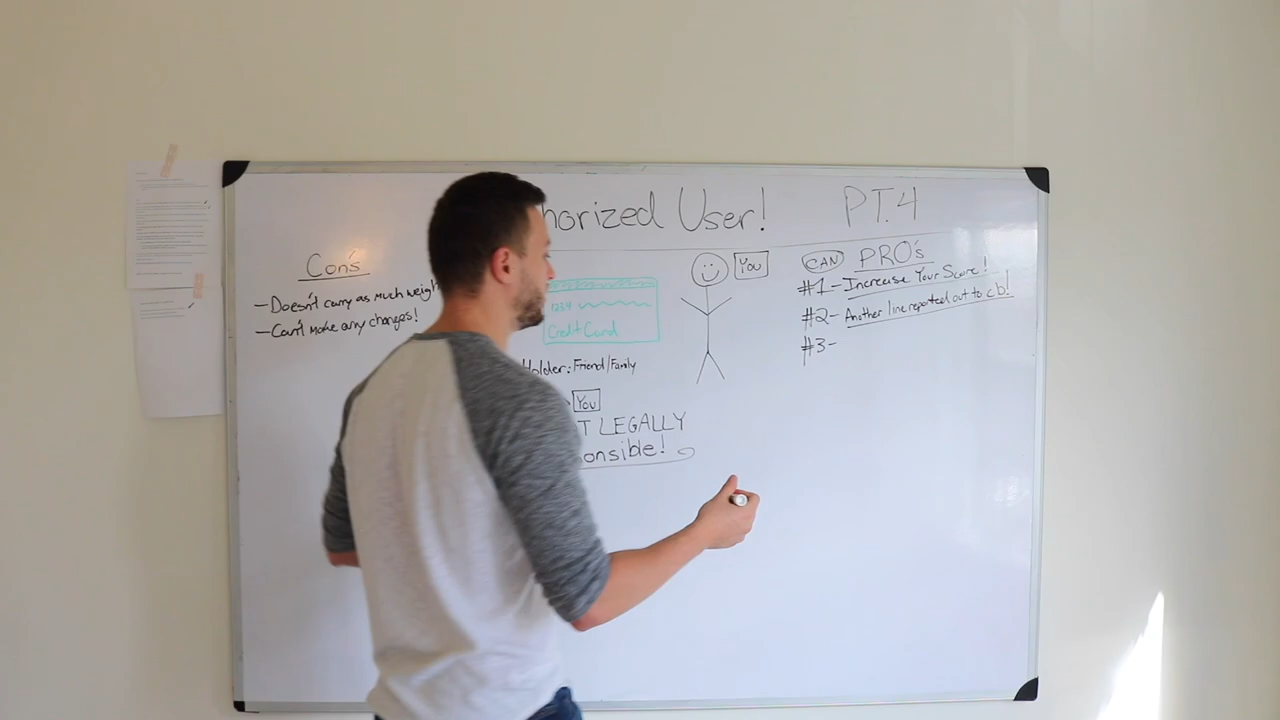 horized User! PT.4
Con's
-Doesn't carry as much weigh
-Can't make any changes!
1234
Credit Card
Holder: Friend/Family
You
T LEGALLY
onsible!
You
CAN PRO's
#1- Increase Your Score!
#2- Another line reported out to cb!
#3-